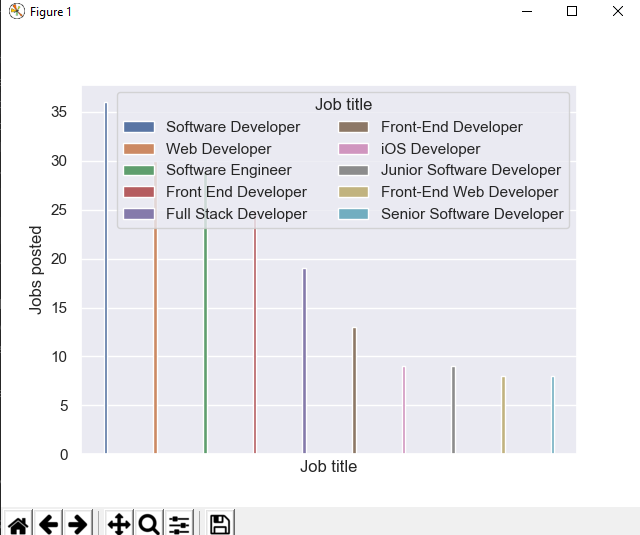 Figure 1
Job title
Software Developer
Web Developer
Software Engineer
Front End Developer
Full Stack Developer
Front-End Developer
iOS Developer
Junior Software Developer
Front-End Web Developer
Senior Software Developer
35
30
25
20
15
10
5
0
Jobs posted
Job title